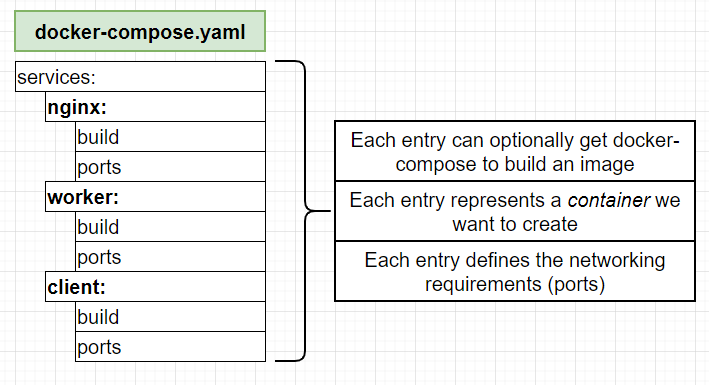 docker-compose.yaml
services:
nginx:
build
ports
worker:
build
ports
client:
build
ports
Each entry can optionally get docker-
compose to build an image
Each entry represents a container we
want to create
Each entry defines the networking
requirements (ports)